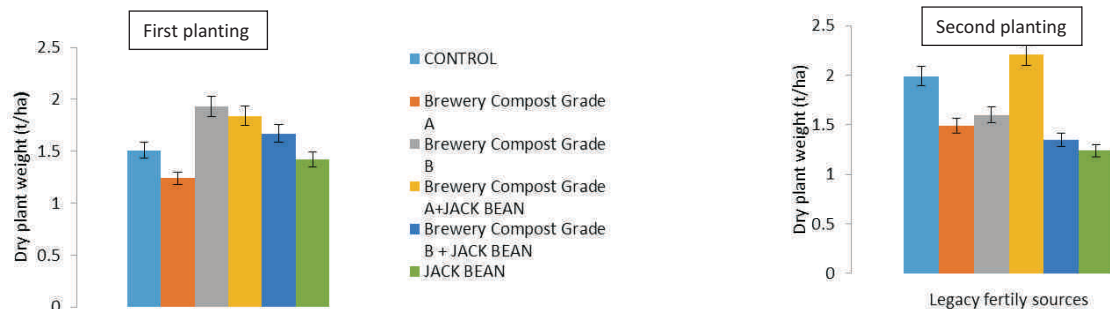 First planting
2.5
2
1.5
1
0.5
0
Dry plant weight (t/ha)
CONTROL
Brewery Compost Grade
A
Brewery Compost Grade
B
Brewery Compost Grade
A+JACK BEAN
Brewery Compost Grade
B + JACK BEAN
JACK BEAN
Second planting
2.5
2
1.5
1
0.5
0
Dry plant weight (t/ha)
Legacy fertily sources